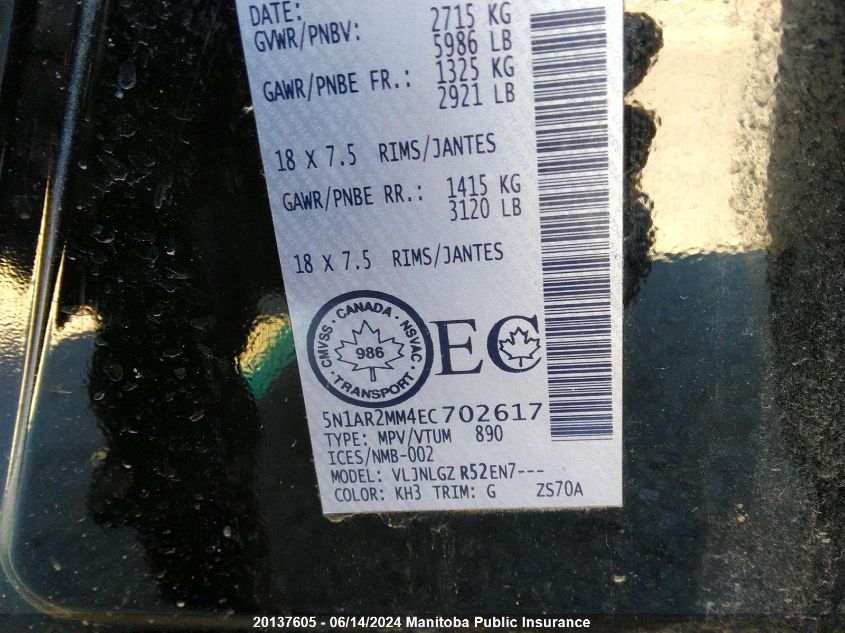 DATE:
GVWR/PNBV: 2715 KG
5986 LB
GAWR/PNBE FR.: 1325 KG
2921 LB
18 X 7.5 RIMS/JANTES
GAWR/PNBE RR.: 1415 KG
3120 LB
18 X 7.5 RIMS/JANTES
CMVSS · CANADA · NSVAC · TRANSPORT ·
986
EC
5N1AR2MM4EC702617
TYPE: MPV/VTUM 890
ICES/NMB-002
MODEL: VLJNLGZ R52EN7---
COLOR: KH3 TRIM: G ZS70A
20137605 - 06/14/2024 Manitoba Public Insurance